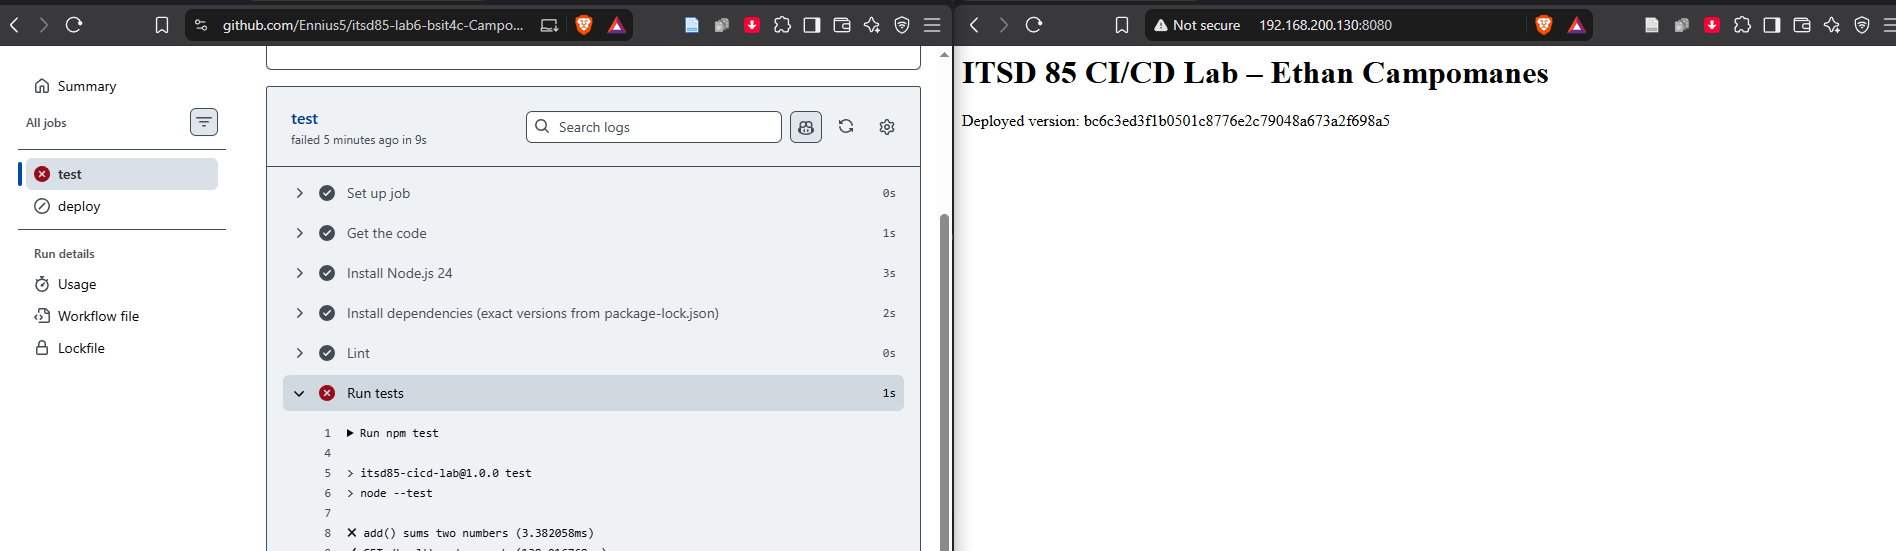 github.com/Ennius5/itsd85-lab6-bsit4c-Campo...
Summary
All jobs
test
deploy
Run details
Usage
Workflow file
Lockfile
test
failed 5 minutes ago in 9s
Search logs
Set up job 0s
Get the code 1s
Install Node.js 24 3s
Install dependencies (exact versions from package-lock.json) 2s
Lint 0s
Run tests 1s
1 Run npm test
4
5 > itsd85-cicd-lab@1.0.0 test
6 > node --test
7
8 ✕ add() sums two numbers (3.382058ms)
Not secure 192.168.200.130:8080
ITSD 85 CI/CD Lab – Ethan Campomanes
Deployed version: bc6c3ed3f1b0501c8776e2c79048a673a2f698a5